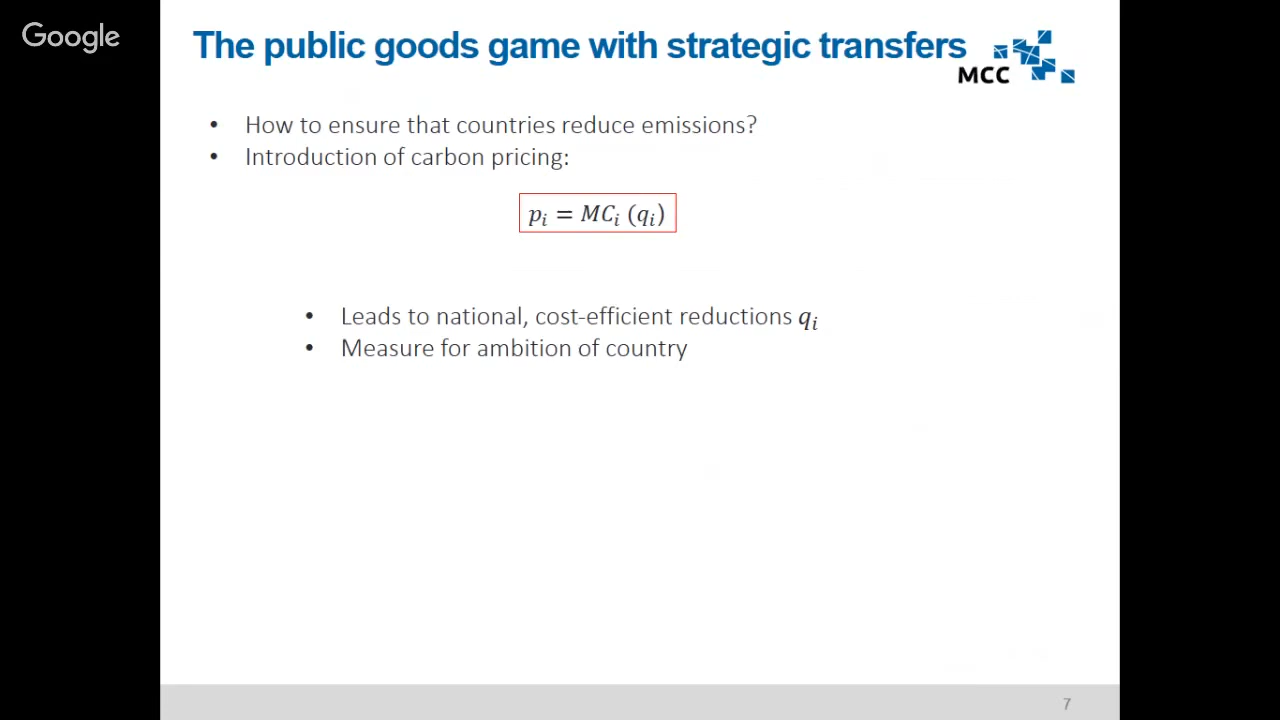 Google
The public goods game with strategic transfers
MCC
• How to ensure that countries reduce emissions?
• Introduction of carbon pricing:
pᵢ = MCᵢ (qᵢ)
• Leads to national, cost-efficient reductions qᵢ
• Measure for ambition of country
7